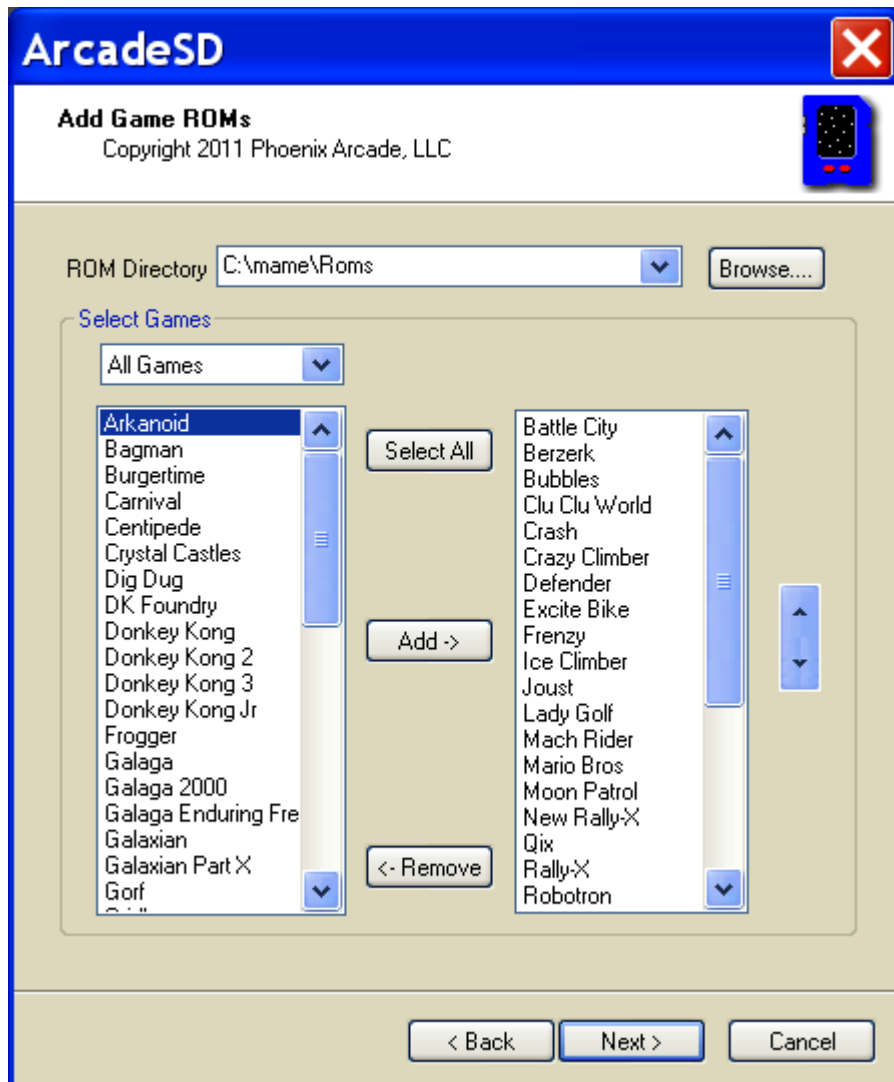 ArcadeSD
Add Game ROMs
Copyright 2011 Phoenix Arcade, LLC
ROM Directory C:\mame\Roms Browse....
Select Games
All Games
Arkanoid
Bagman
Burgertime
Carnival
Centipede
Crystal Castles
Dig Dug
DK Foundry
Donkey Kong
Donkey Kong 2
Donkey Kong 3
Donkey Kong Jr
Frogger
Galaga
Galaga 2000
Galaga Enduring Fre
Galaxian
Galaxian Part X
Gorf
Select All
Add ->
<- Remove
Battle City
Berzerk
Bubbles
Clu Clu World
Crash
Crazy Climber
Defender
Excite Bike
Frenzy
Ice Climber
Joust
Lady Golf
Mach Rider
Mario Bros
Moon Patrol
New Rally-X
Qix
Rally-X
Robotron
< Back Next > Cancel